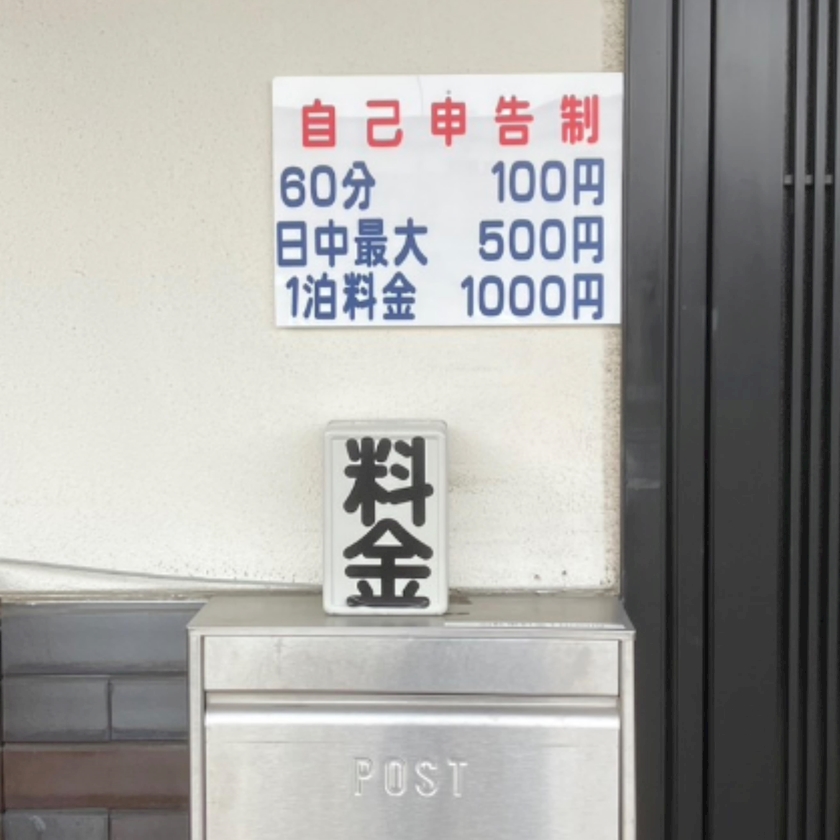 自己申告制
60分 100円
日中最大 500円
1泊料金 1000円
料金
POST